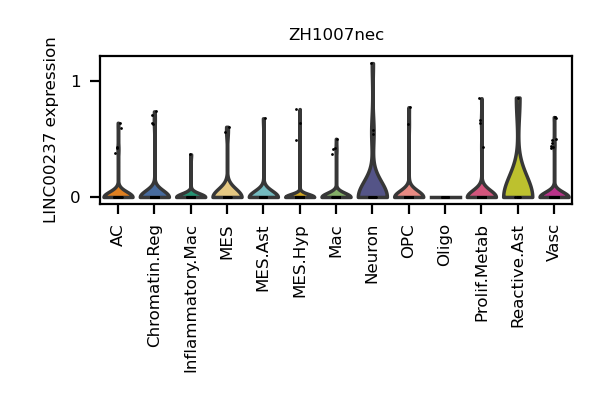 ZH1007nec
LINC00237 expression
1
0
AC
Chromatin.Reg
Inflammatory.Mac
MES
MES.Ast
MES.Hyp
Mac
Neuron
OPC
Oligo
Prolif.Metab
Reactive.Ast
Vasc